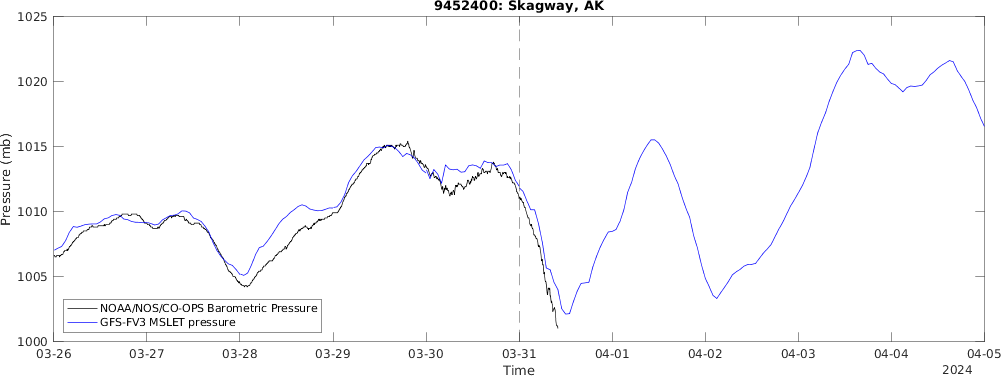 9452400: Skagway, AK
Pressure (mb)
1025
1020
1015
1010
1005
1000
NOAA/NOS/CO-OPS Barometric Pressure
GFS-FV3 MSLET pressure
03-26 03-27 03-28 03-29 03-30 03-31 04-01 04-02 04-03 04-04 04-05
Time
2024